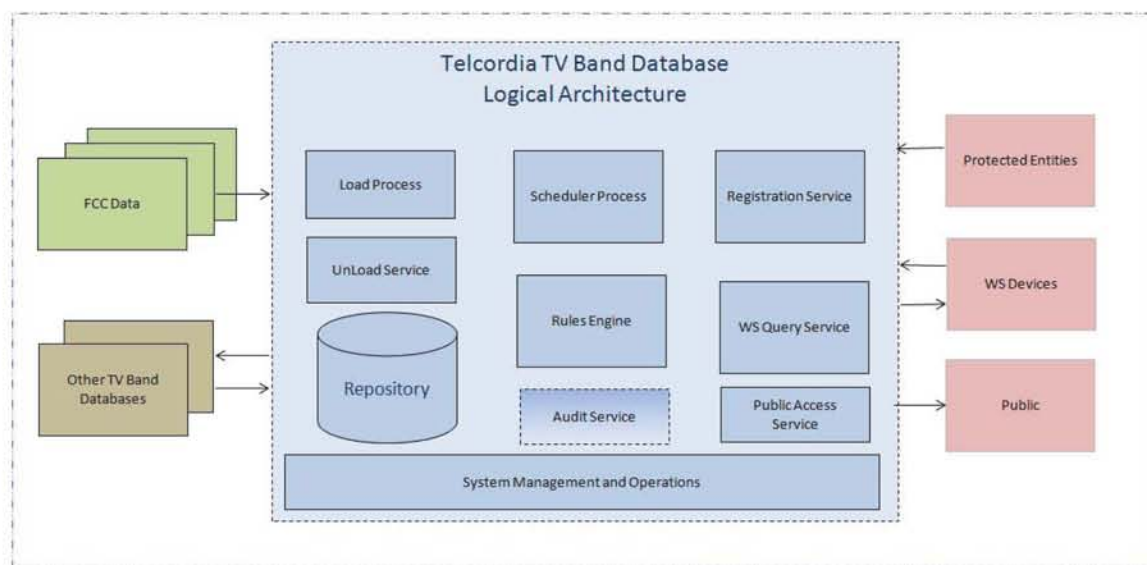 Telcordia TV Band Database
Logical Architecture
FCC Data
Other TV Band
Databases
Load Process
UnLoad Service
Repository
Scheduler Process
Rules Engine
Audit Service
Registration Service
WS Query Service
Public Access
Service
System Management and Operations
Protected Entities
WS Devices
Public